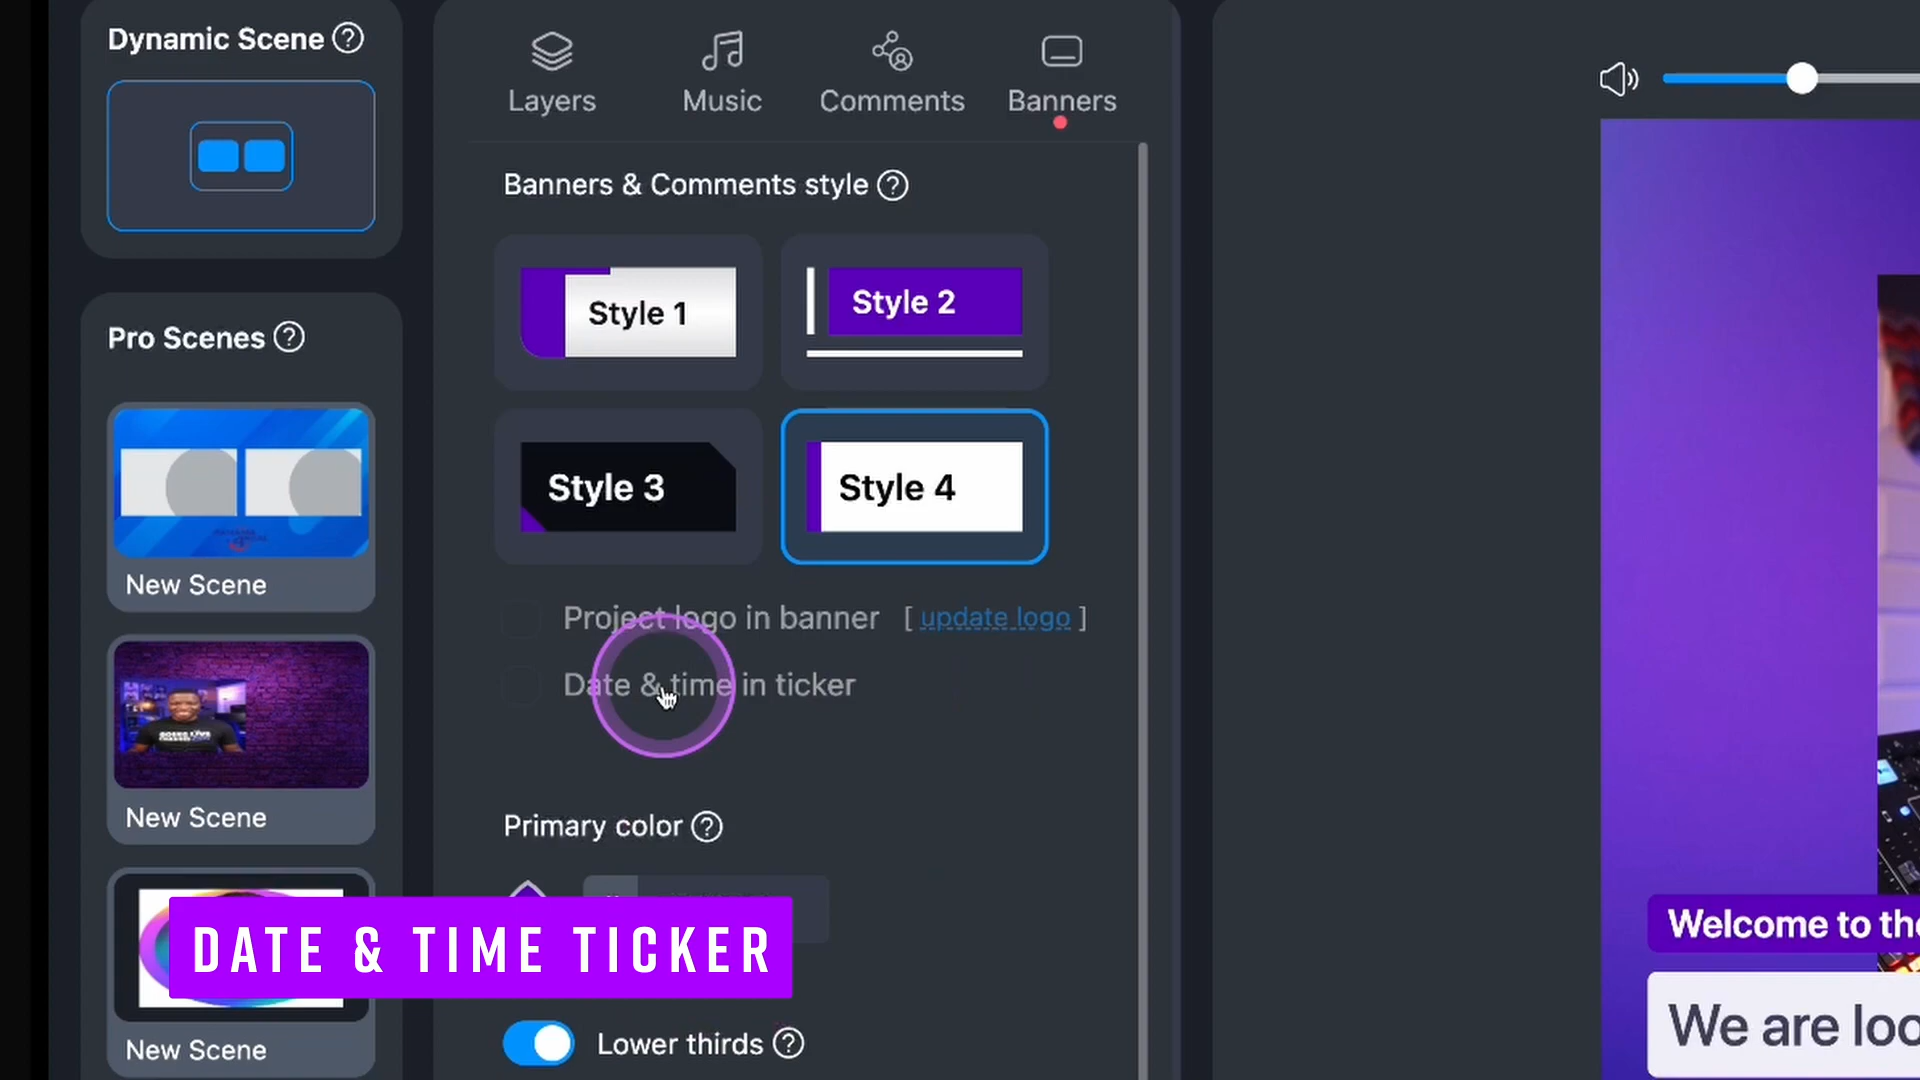 Dynamic Scene ?
Layers
Music
Comments
Banners
Banners & Comments style ?
Style 1
Style 2
Style 3
Style 4
Project logo in banner [ update logo ]
Date & time in ticker
Primary color ?
Lower thirds ?
Pro Scenes ?
New Scene
New Scene
New Scene
DATE & TIME TICKER
Welcome to the
We are loo